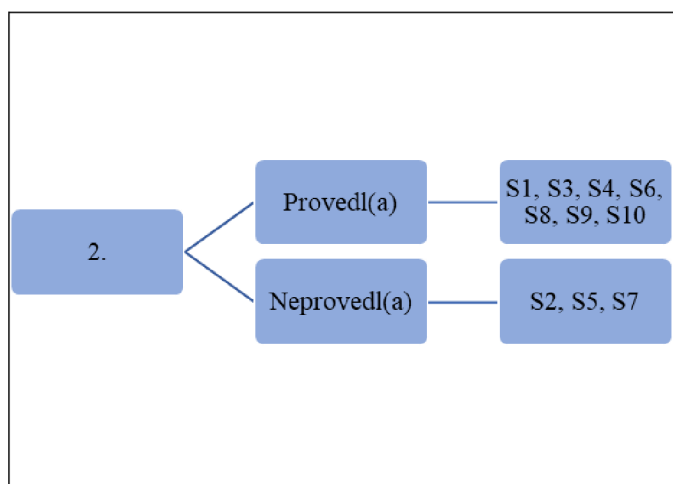 2.
Provedl(a)
S1, S3, S4, S6,
S8, S9, S10
Neprovedl(a)
S2, S5, S7